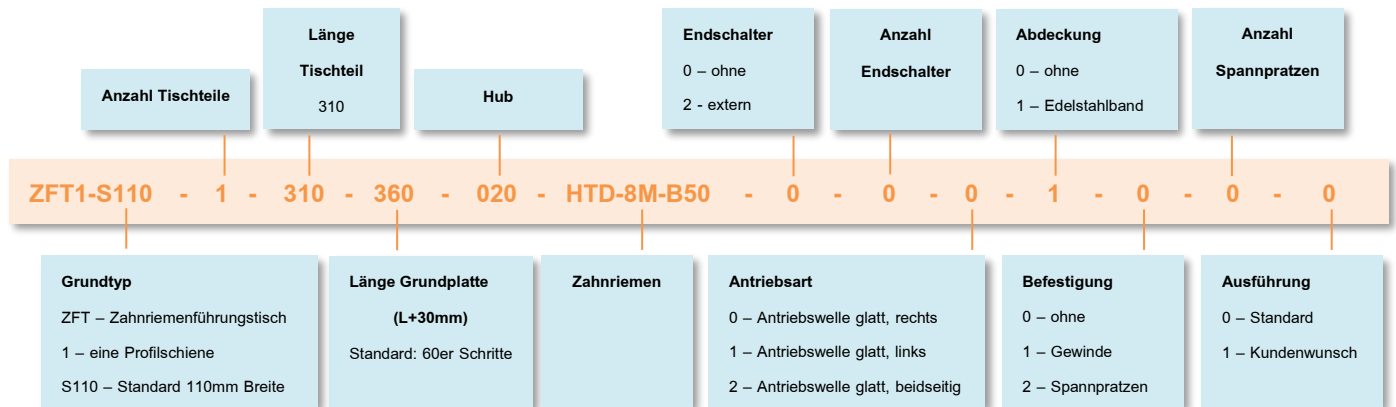 Anzahl Tischteile
Länge
Tischteil
310
Hub
Endschalter
0 – ohne
2 - extern
Anzahl
Endschalter
Abdeckung
0 – ohne
1 – Edelstahlband
Anzahl
Spannpratzen
ZFT1-S110 - 1 - 310 - 360 - 020 - HTD-8M-B50 - 0 - 0 - 0 - 1 - 0 - 0 - 0
Grundtyp
ZFT – Zahnriemenführungstisch
1 – eine Profilschiene
S110 – Standard 110mm Breite
Länge Grundplatte
(L+30mm)
Standard: 60er Schritte
Zahnriemen
Antriebsart
0 – Antriebswelle glatt, rechts
1 – Antriebswelle glatt, links
2 – Antriebswelle glatt, beidseitig
Befestigung
0 – ohne
1 – Gewinde
2 – Spannpratzen
Ausführung
0 – Standard
1 – Kundenwunsch